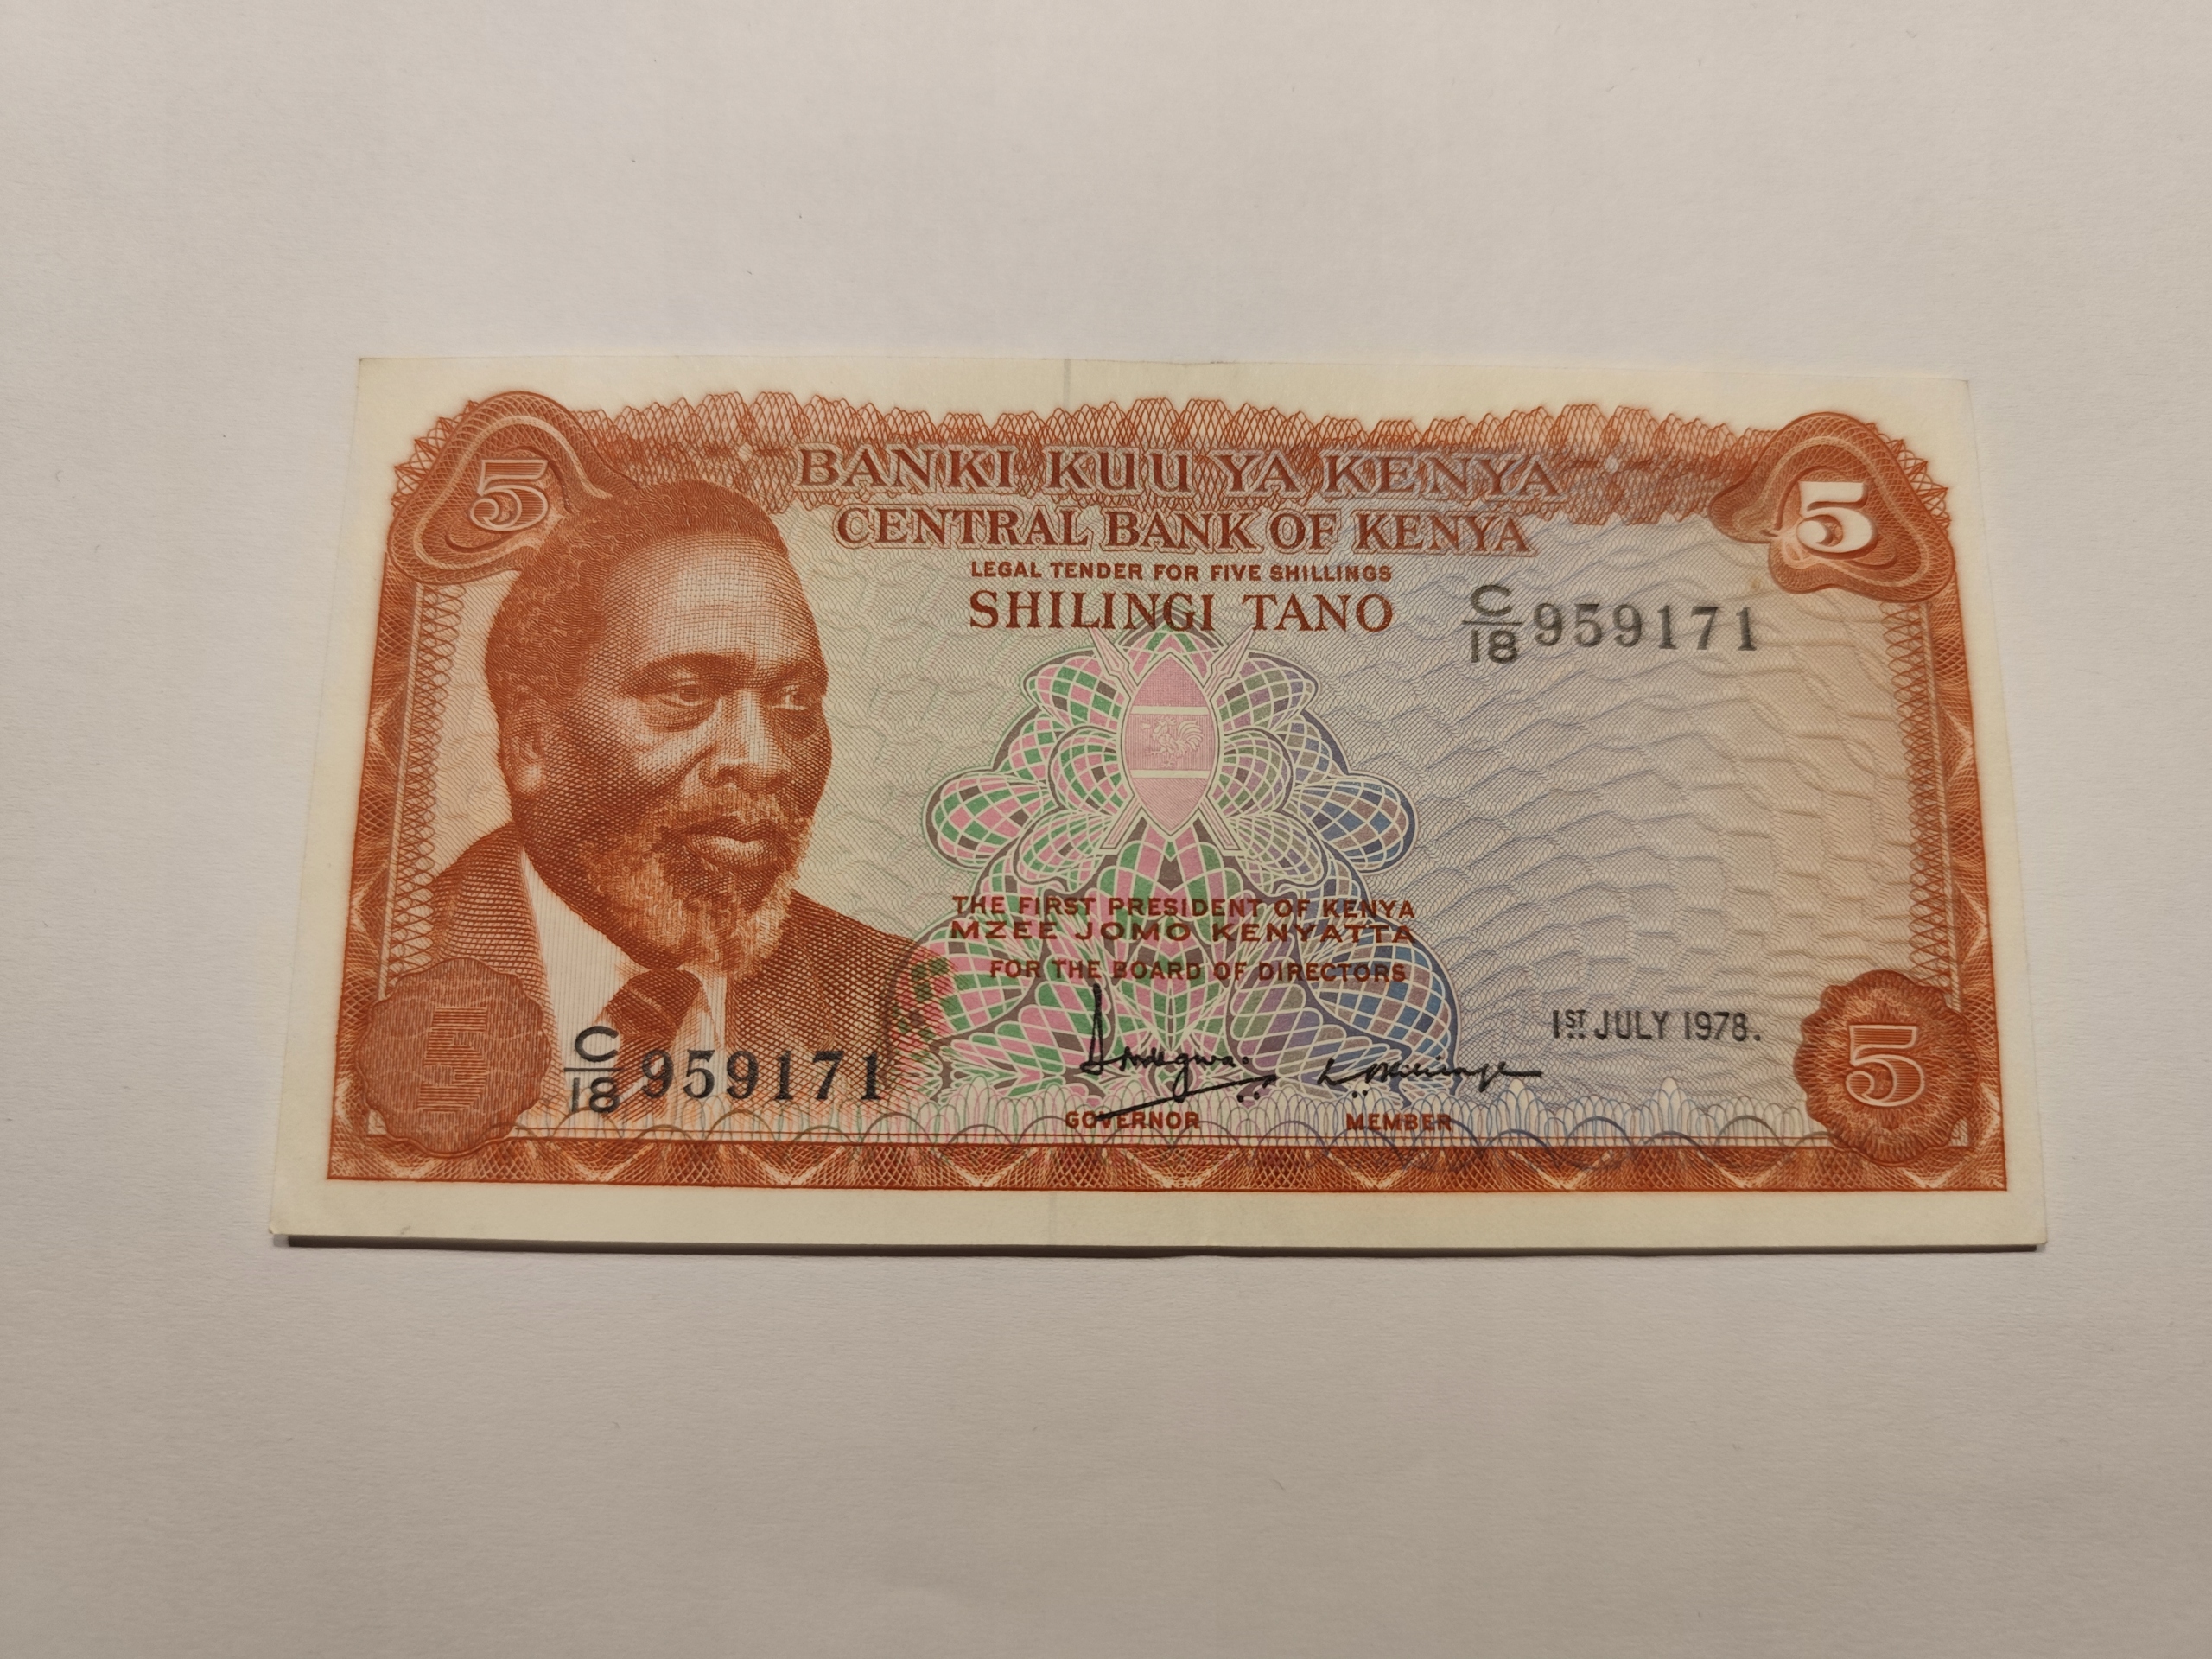 5
5
BANKI KUU YA KENYA
CENTRAL BANK OF KENYA
LEGAL TENDER FOR FIVE SHILLINGS
SHILINGI TANO
C/18 959171
THE FIRST PRESIDENT OF KENYA
MZEE JOMO KENYATTA
FOR THE BOARD OF DIRECTORS
1ST JULY 1978.
5
5
C/18 959171
GOVERNOR
MEMBER